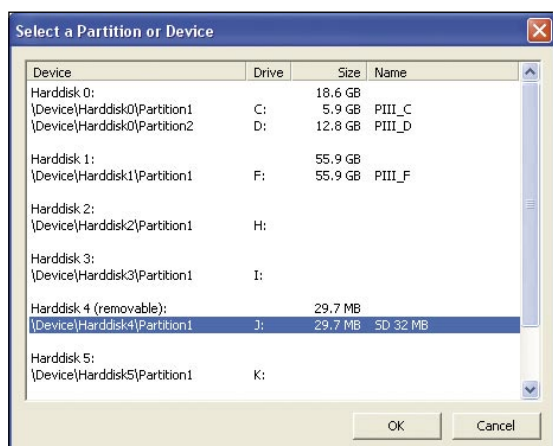 Select a Partition or Device
Device Drive Size Name
Harddisk 0: 18.6 GB
\Device\Harddisk0\Partition1 C: 5.9 GB PIII_C
\Device\Harddisk0\Partition2 D: 12.8 GB PIII_D
Harddisk 1: 55.9 GB
\Device\Harddisk1\Partition1 F: 55.9 GB PIII_F
Harddisk 2:
\Device\Harddisk2\Partition1 H:
Harddisk 3:
\Device\Harddisk3\Partition1 I:
Harddisk 4 (removable): 29.7 MB
\Device\Harddisk4\Partition1 J: 29.7 MB SD 32 MB
Harddisk 5:
\Device\Harddisk5\Partition1 K:
OK Cancel